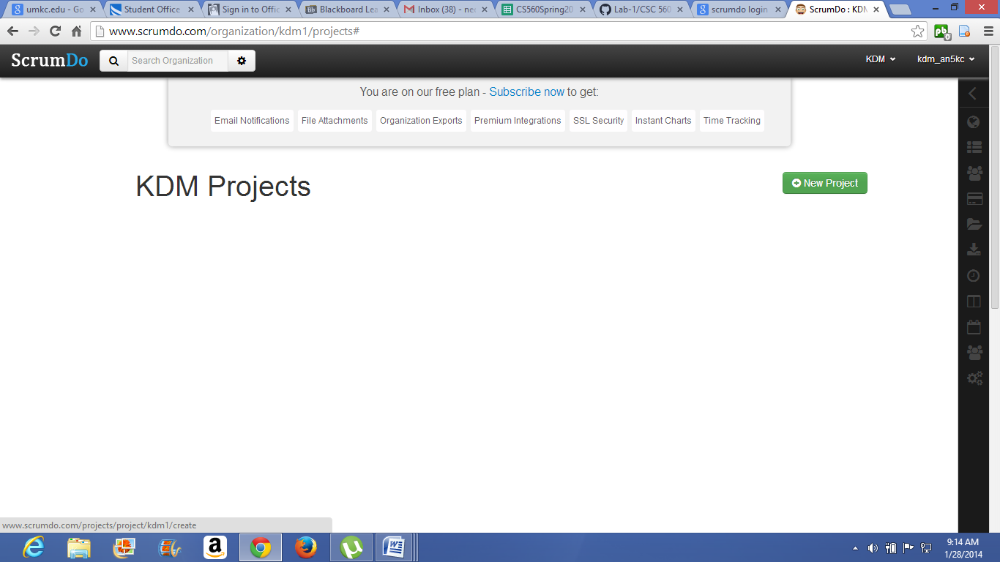 umkc.edu - Go
Student Office
Sign in to Offic
Blackboard Lea
Inbox (38) - ne
CS560Spring20
Lab-1/CSC 560
scrumdo login
ScrumDo : KDM
www.scrumdo.com/organization/kdm1/projects#
ScrumDo
Search Organization
KDM
kdm_an5kc
You are on our free plan - Subscribe now to get:
Email Notifications
File Attachments
Organization Exports
Premium Integrations
SSL Security
Instant Charts
Time Tracking
KDM Projects
New Project
www.scrumdo.com/projects/project/kdm1/create
9:14 AM
1/28/2014